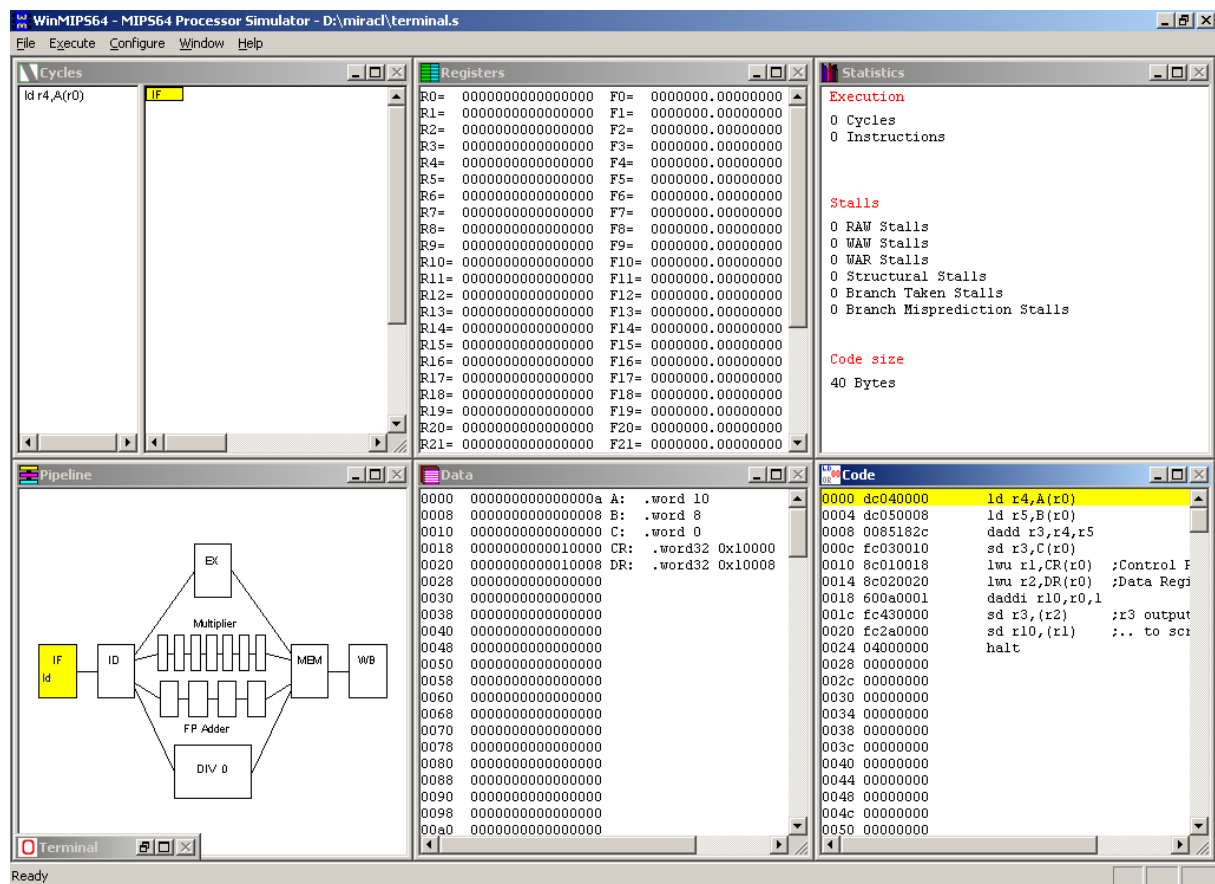 WinMIPS64 - MIPS64 Processor Simulator - D:\miracl\terminal.s
File Execute Configure Window Help
Cycles
ld r4,A(r0)
IF
Registers
R0= 0000000000000000 F0= 0000000.00000000
R1= 0000000000000000 F1= 0000000.00000000
R2= 0000000000000000 F2= 0000000.00000000
R3= 0000000000000000 F3= 0000000.00000000
R4= 0000000000000000 F4= 0000000.00000000
R5= 0000000000000000 F5= 0000000.00000000
R6= 0000000000000000 F6= 0000000.00000000
R7= 0000000000000000 F7= 0000000.00000000
R8= 0000000000000000 F8= 0000000.00000000
R9= 0000000000000000 F9= 0000000.00000000
R10= 0000000000000000 F10= 0000000.00000000
R11= 0000000000000000 F11= 0000000.00000000
R12= 0000000000000000 F12= 0000000.00000000
R13= 0000000000000000 F13= 0000000.00000000
R14= 0000000000000000 F14= 0000000.00000000
R15= 0000000000000000 F15= 0000000.00000000
R16= 0000000000000000 F16= 0000000.00000000
R17= 0000000000000000 F17= 0000000.00000000
R18= 0000000000000000 F18= 0000000.00000000
R19= 0000000000000000 F19= 0000000.00000000
R20= 0000000000000000 F20= 0000000.00000000
R21= 0000000000000000 F21= 0000000.00000000
Statistics
Execution
0 Cycles
0 Instructions
Stalls
0 RAW Stalls
0 WAW Stalls
0 WAR Stalls
0 Structural Stalls
0 Branch Taken Stalls
0 Branch Misprediction Stalls
Code size
40 Bytes
Pipeline
EX
Multiplier
IF
ld
ID
MEM
WB
FP Adder
DIV 0
Terminal
Data
0000 000000000000000a A: .word 10
0008 0000000000000008 B: .word 8
0010 0000000000000000 C: .word 0
0018 0000000000010000 CR: .word32 0x10000
0020 0000000000010008 DR: .word32 0x10008
0028 0000000000000000
0030 0000000000000000
0038 0000000000000000
0040 0000000000000000
0048 0000000000000000
0050 0000000000000000
0058 0000000000000000
0060 0000000000000000
0068 0000000000000000
0070 0000000000000000
0078 0000000000000000
0080 0000000000000000
0088 0000000000000000
0090 0000000000000000
0098 0000000000000000
00a0 0000000000000000
Code
0000 dc040000 ld r4,A(r0)
0004 dc050008 ld r5,B(r0)
0008 0085182c dadd r3,r4,r5
000c fc030010 sd r3,C(r0)
0010 8c010018 lwu r1,CR(r0) ;Control
0014 8c020020 lwu r2,DR(r0) ;Data Regi
0018 600a0001 daddi r10,r0,1
001c fc430000 sd r3,(r2) ;r3 output
0020 fc2a0000 sd r10,(r1) ;.. to scr
0024 04000000 halt
0028 00000000
002c 00000000
0030 00000000
0034 00000000
0038 00000000
003c 00000000
0040 00000000
0044 00000000
0048 00000000
004c 00000000
0050 00000000
Ready